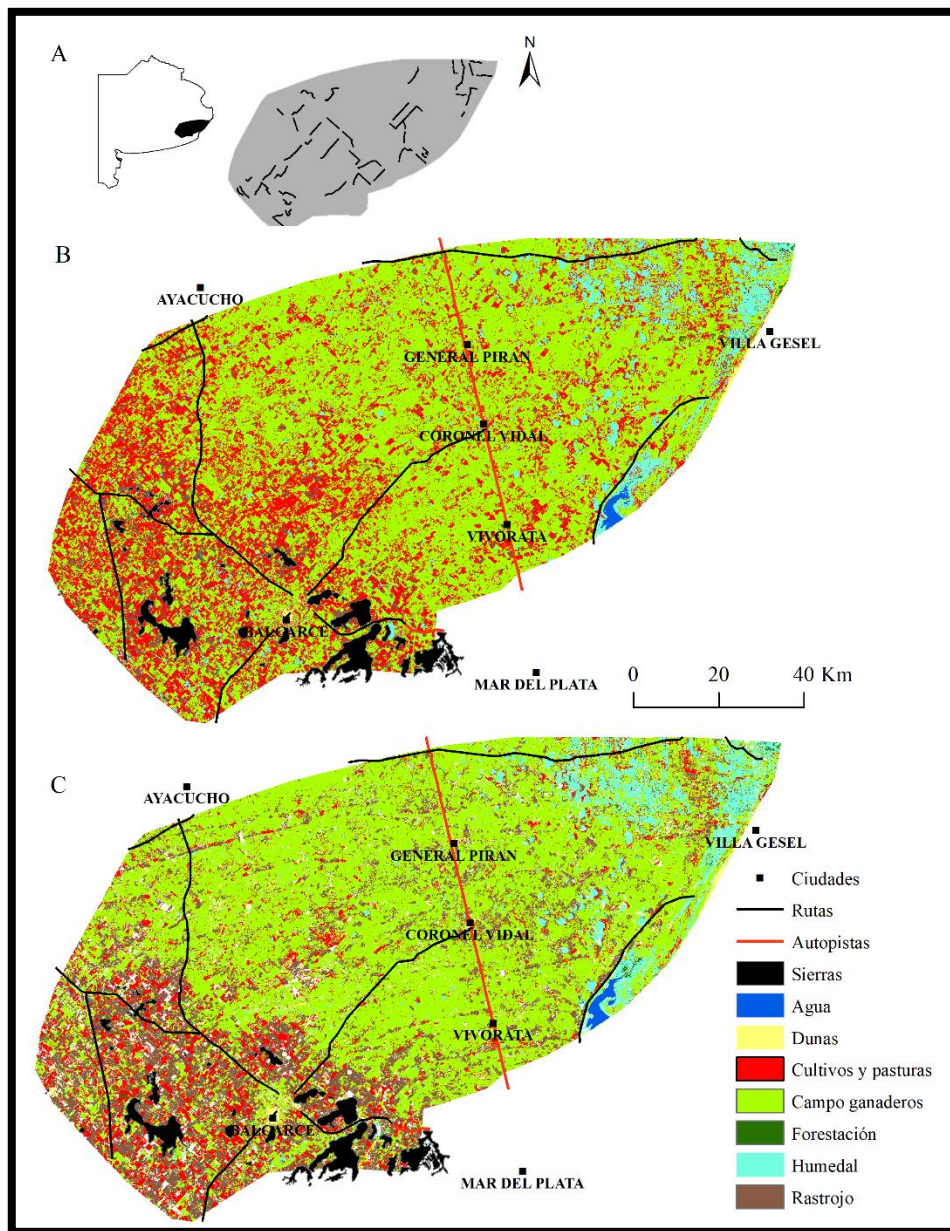 A
N
B
AYACUCHO
VILLA GESEL
GENERAL PIRAN
CORONEL VIDAL
VIVORATA
BALCARCE
MAR DEL PLATA
0 20 40 Km
C
AYACUCHO
GENERAL PIRAN
VILLA GESEL
CORONEL VIDAL
VIVORATA
BALCARCE
MAR DEL PLATA
Ciudades
Rutas
Autopistas
Sierras
Agua
Dunas
Cultivos y pasturas
Campo ganaderos
Forestación
Humedal
Rastrojo